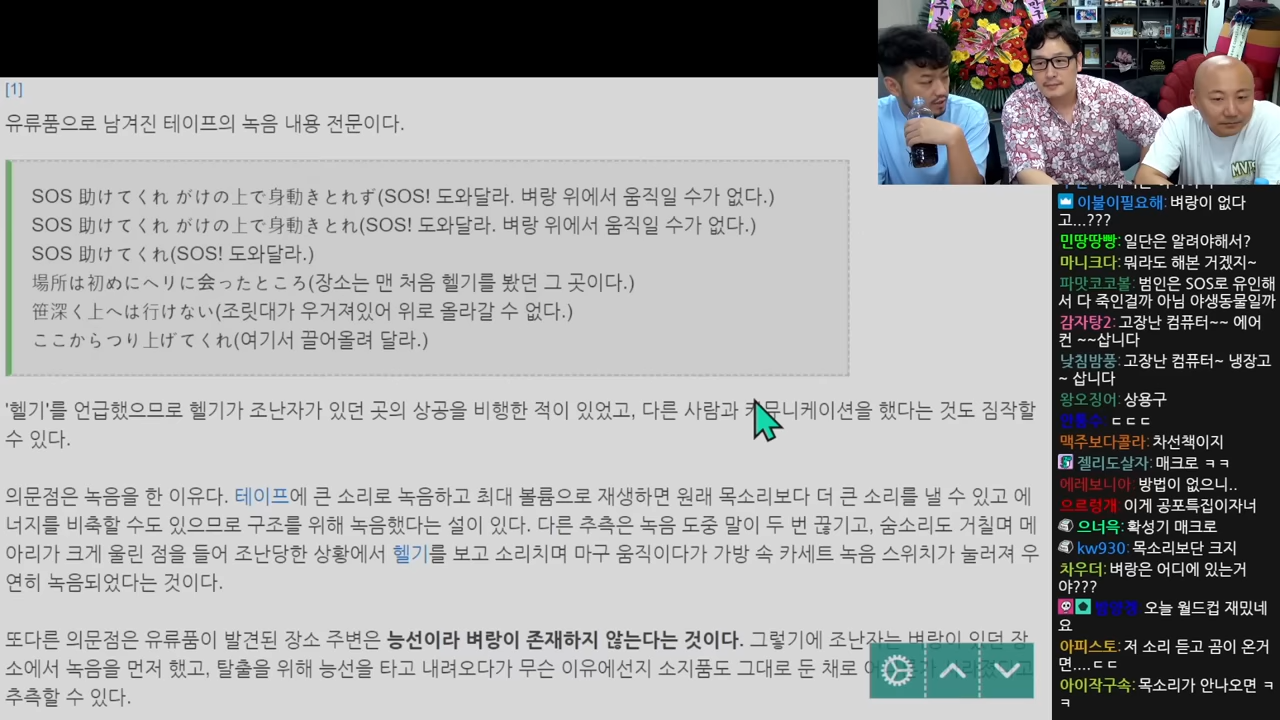 [1]
유류품으로 남겨진 테이프의 녹음 내용 전문이다.
SOS 助けてくれ がけの上で身動きとれず(SOS! 도와달라. 벼랑 위에서 움직일 수가 없다.)
SOS 助けてくれ がけの上で身動きとれ(SOS! 도와달라. 벼랑 위에서 움직일 수가 없다.)
SOS 助けてくれ(SOS! 도와달라.)
場所は初めにヘリに会ったところ(장소는 맨 처음 헬기를 봤던 그 곳이다.)
笹深く上へは行けない(조릿대가 우거져있어 위로 올라갈 수 없다.)
ここからつり上げてくれ(여기서 끌어올려 달라.)
'헬기'를 언급했으므로 헬기가 조난자가 있던 곳의 상공을 비행한 적이 있었고, 다른 사람과 커뮤니케이션을 했다는 것도 짐작할
수 있다.
의문점은 녹음을 한 이유다. 테이프에 큰 소리로 녹음하고 최대 볼륨으로 재생하면 원래 목소리보다 더 큰 소리를 낼 수 있고 에
너지를 비축할 수도 있으므로 구조를 위해 녹음했다는 설이 있다. 다른 추측은 녹음 도중 말이 두 번 끊기고, 숨소리도 거칠며 메
아리가 크게 울린 점을 들어 조난당한 상황에서 헬기를 보고 소리치며 마구 움직이다가 가방 속 카세트 녹음 스위치가 눌러져 우
연히 녹음되었다는 것이다.
또다른 의문점은 유류품이 발견된 장소 주변은 능선이라 벼랑이 존재하지 않는다는 것이다. 그렇기에 조난자는 벼랑이 있던 장
소에서 녹음을 먼저 했고, 탈출을 위해 능선을 타고 내려오다가 무슨 이유에선지 소지품도 그대로 둔 채로
추측할 수 있다.
이불이필요해: 벼랑이 없다
고...???
민땅땅빵: 일단은 알려야해서?
마니크다: 뭐라도 해본 거겠지~
파맛코코볼: 범인은 SOS로 유인해
서 다 죽인걸까 아님 야생동물일까
감자탕2: 고장난 컴퓨터~~ 에어
컨 ~~삽니다
낮침밤풍: 고장난 컴퓨터~ 냉장고
~ 삽니다
왕오징어: 상용구
ㄷㄷㄷ
맥주보다콜라: 차선책이지
젤리도살자: 매크로 ㅋㅋ
에레보니아: 방법이 없으니..
으르렁개: 이게 공포특집이자너
으너윽: 확성기 매크로
kw930: 목소리보단 크지
차우더: 벼랑은 어디에 있는거
야???
오늘 월드컵 재밌네
요
아피스토: 저 소리 듣고 곰이 온거
면....ㄷㄷ
아이작구속: 목소리가 안나오면 ㅋ
ㅋ